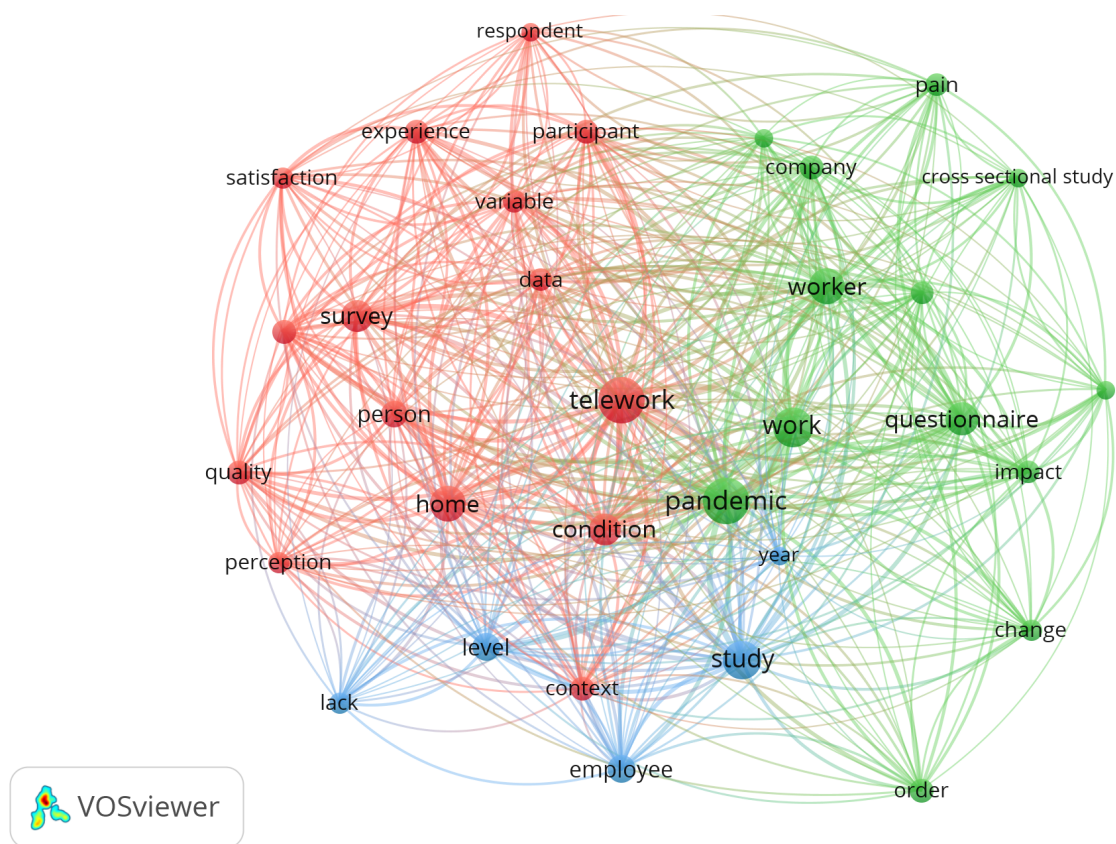 respondent
pain
experience
participant
company
satisfaction
cross sectional study
variable
data
worker
survey
telework
person
work
questionnaire
quality
impact
home
pandemic
condition
year
perception
change
level
study
context
lack
employee
order
VOSviewer